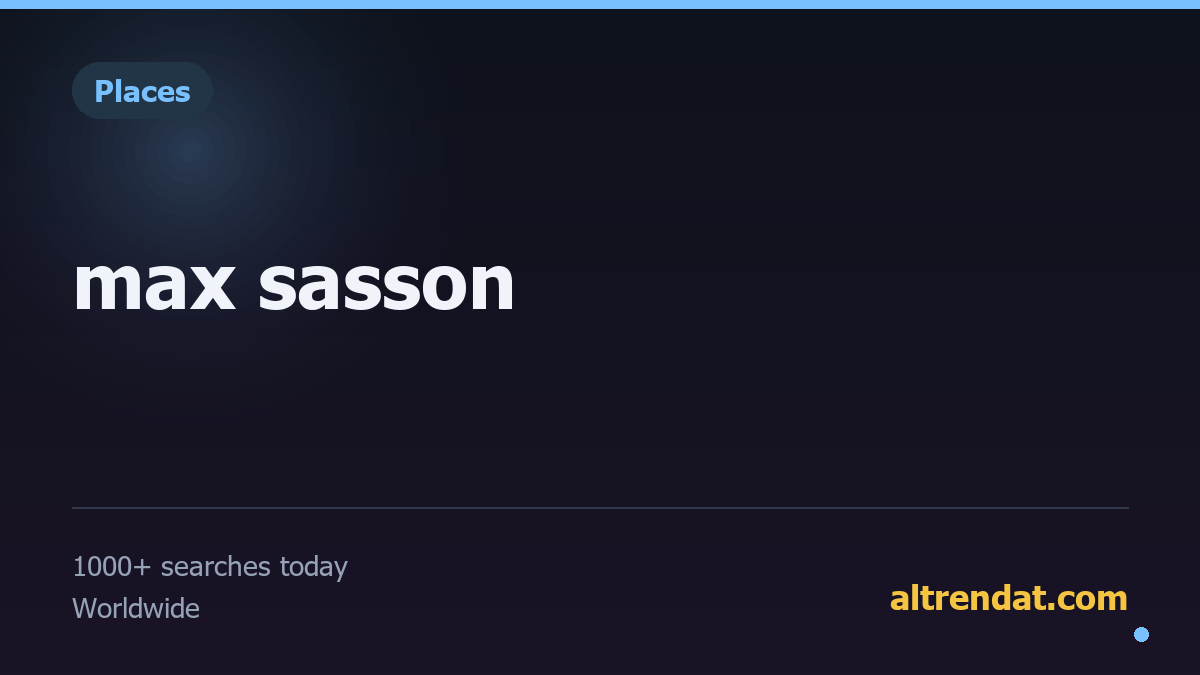 Places
max sasson
1000+ searches today
Worldwide
altrendat.com